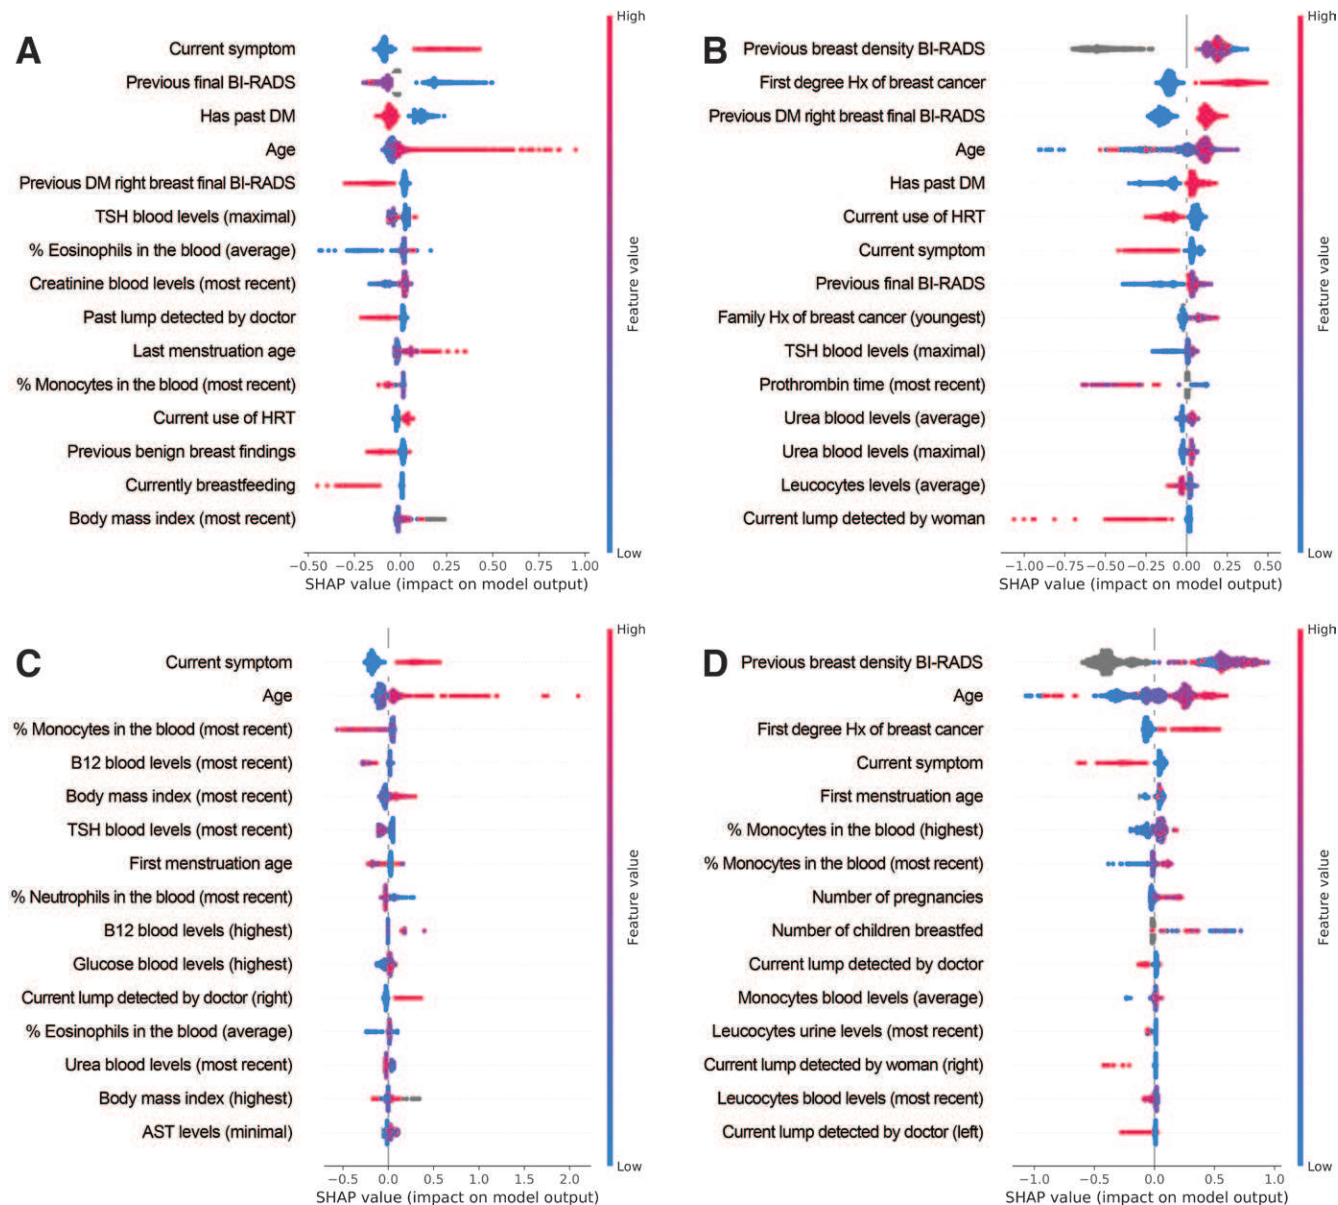 A
Current symptom
Previous final BI-RADS
Has past DM
Age
Previous DM right breast final BI-RADS
TSH blood levels (maximal)
% Eosinophils in the blood (average)
Creatinine blood levels (most recent)
Past lump detected by doctor
Last menstruation age
% Monocytes in the blood (most recent)
Current use of HRT
Previous benign breast findings
Currently breastfeeding
Body mass index (most recent)
−0.50 −0.25 0.00 0.25 0.50 0.75 1.00
SHAP value (impact on model output)
High
Feature value
Low
B
Previous breast density BI-RADS
First degree Hx of breast cancer
Previous DM right breast final BI-RADS
Age
Has past DM
Current use of HRT
Current symptom
Previous final BI-RADS
Family Hx of breast cancer (youngest)
TSH blood levels (maximal)
Prothrombin time (most recent)
Urea blood levels (average)
Urea blood levels (maximal)
Leucocytes levels (average)
Current lump detected by woman
−1.00 −0.75 −0.50 −0.25 0.00 0.25 0.50
SHAP value (impact on model output)
High
Feature value
Low
C
Current symptom
Age
% Monocytes in the blood (most recent)
B12 blood levels (most recent)
Body mass index (most recent)
TSH blood levels (most recent)
First menstruation age
% Neutrophils in the blood (most recent)
B12 blood levels (highest)
Glucose blood levels (highest)
Current lump detected by doctor (right)
% Eosinophils in the blood (average)
Urea blood levels (most recent)
Body mass index (highest)
AST levels (minimal)
−0.5 0.0 0.5 1.0 1.5 2.0
SHAP value (impact on model output)
High
Feature value
Low
D
Previous breast density BI-RADS
Age
First degree Hx of breast cancer
Current symptom
First menstruation age
% Monocytes in the blood (highest)
% Monocytes in the blood (most recent)
Number of pregnancies
Number of children breastfed
Current lump detected by doctor
Monocytes blood levels (average)
Leucocytes urine levels (most recent)
Current lump detected by woman (right)
Leucocytes blood levels (most recent)
Current lump detected by doctor (left)
−1.0 −0.5 0.0 0.5 1.0
SHAP value (impact on model output)
High
Feature value
Low